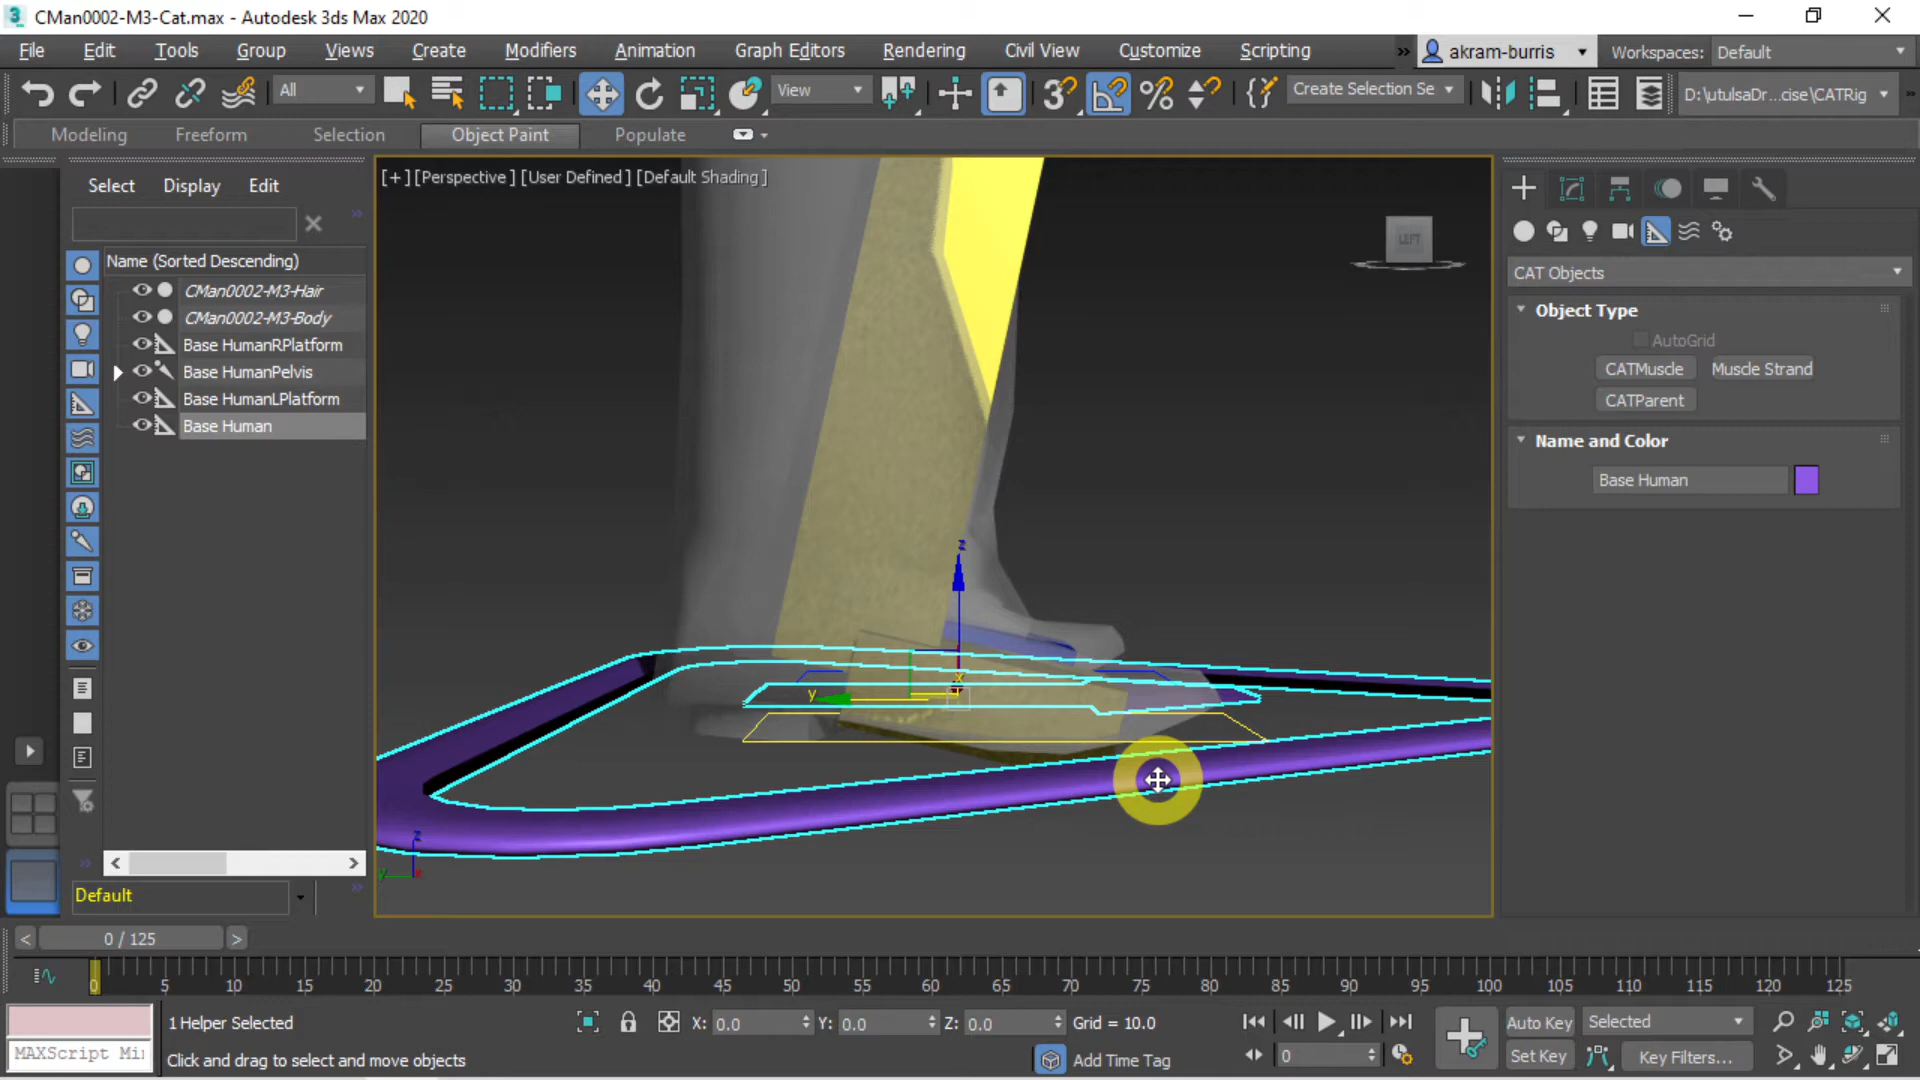 CMan0002-M3-Cat.max - Autodesk 3ds Max 2020
File Edit Tools Group Views Create Modifiers Animation Graph Editors Rendering Civil View Customize Scripting akram-burris Workspaces: Default
All View Create Selection Se D:\utulsaDr...cise\CATRig
Modeling Freeform Selection Object Paint Populate
Select Display Edit
[+] [Perspective] [User Defined] [Default Shading]
LEFT
Name (Sorted Descending)
CMan0002-M3-Hair
CMan0002-M3-Body
Base HumanRPlatform
Base HumanPelvis
Base HumanLPlatform
Base Human
CAT Objects
Object Type
AutoGrid
CATMuscle Muscle Strand
CATParent
Name and Color
Base Human
z
x
y
z
y x
Default
0 / 125
0 5 10 15 20 25 30 35 40 45 50 55 60 65 70 75 80 85 90 95 100 105 110 115 120 125
1 Helper Selected X: 0.0 Y: 0.0 Z: 0.0 Grid = 10.0 Auto Key Selected
MAXScript Mi
Click and drag to select and move objects Add Time Tag 0 Set Key Key Filters...